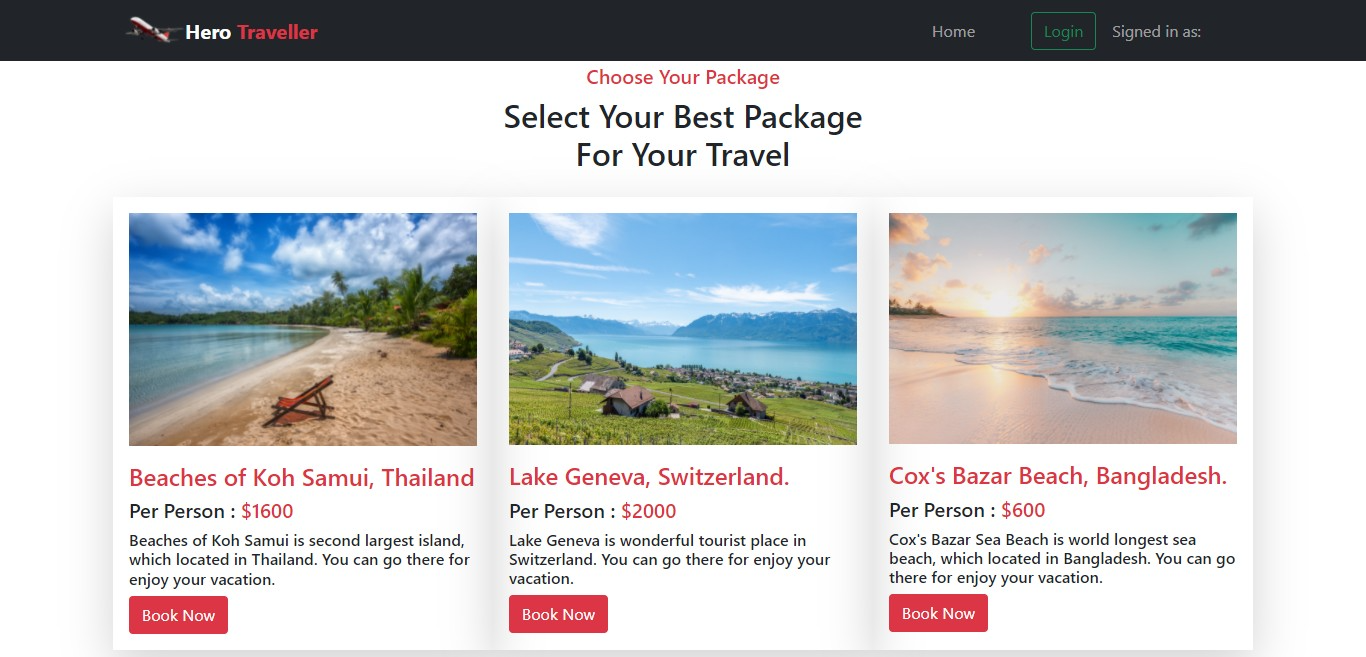 Hero Traveller
Home
Login
Signed in as:
Choose Your Package
Select Your Best Package
For Your Travel
Beaches of Koh Samui, Thailand
Per Person : $1600
Beaches of Koh Samui is second largest island,
which located in Thailand. You can go there for
enjoy your vacation.
Book Now
Lake Geneva, Switzerland.
Per Person : $2000
Lake Geneva is wonderful tourist place in
Switzerland. You can go there for enjoy your
vacation.
Book Now
Cox's Bazar Beach, Bangladesh.
Per Person : $600
Cox's Bazar Sea Beach is world longest sea
beach, which located in Bangladesh. You can go
there for enjoy your vacation.
Book Now